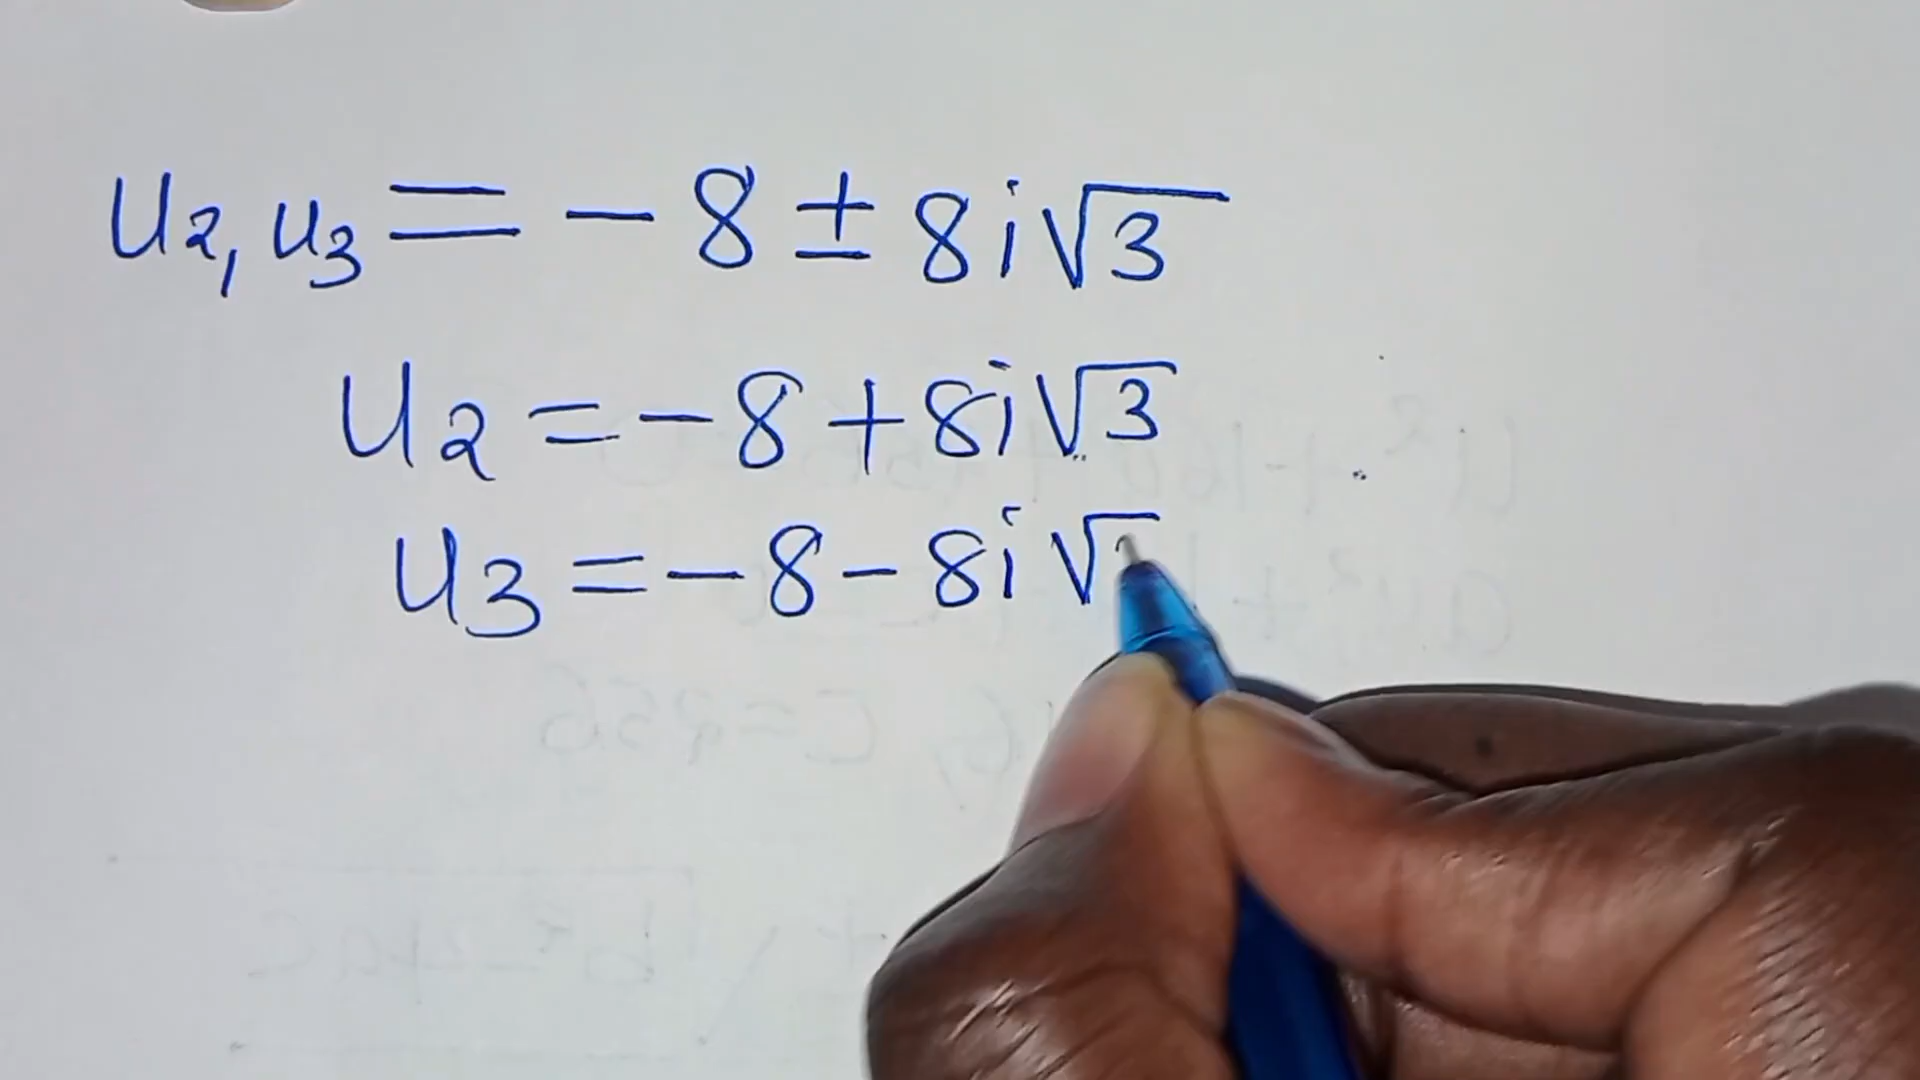 u₂, u₃ = -8 ± 8i√3
u₂ = -8 + 8i√3
u₃ = -8 - 8i√